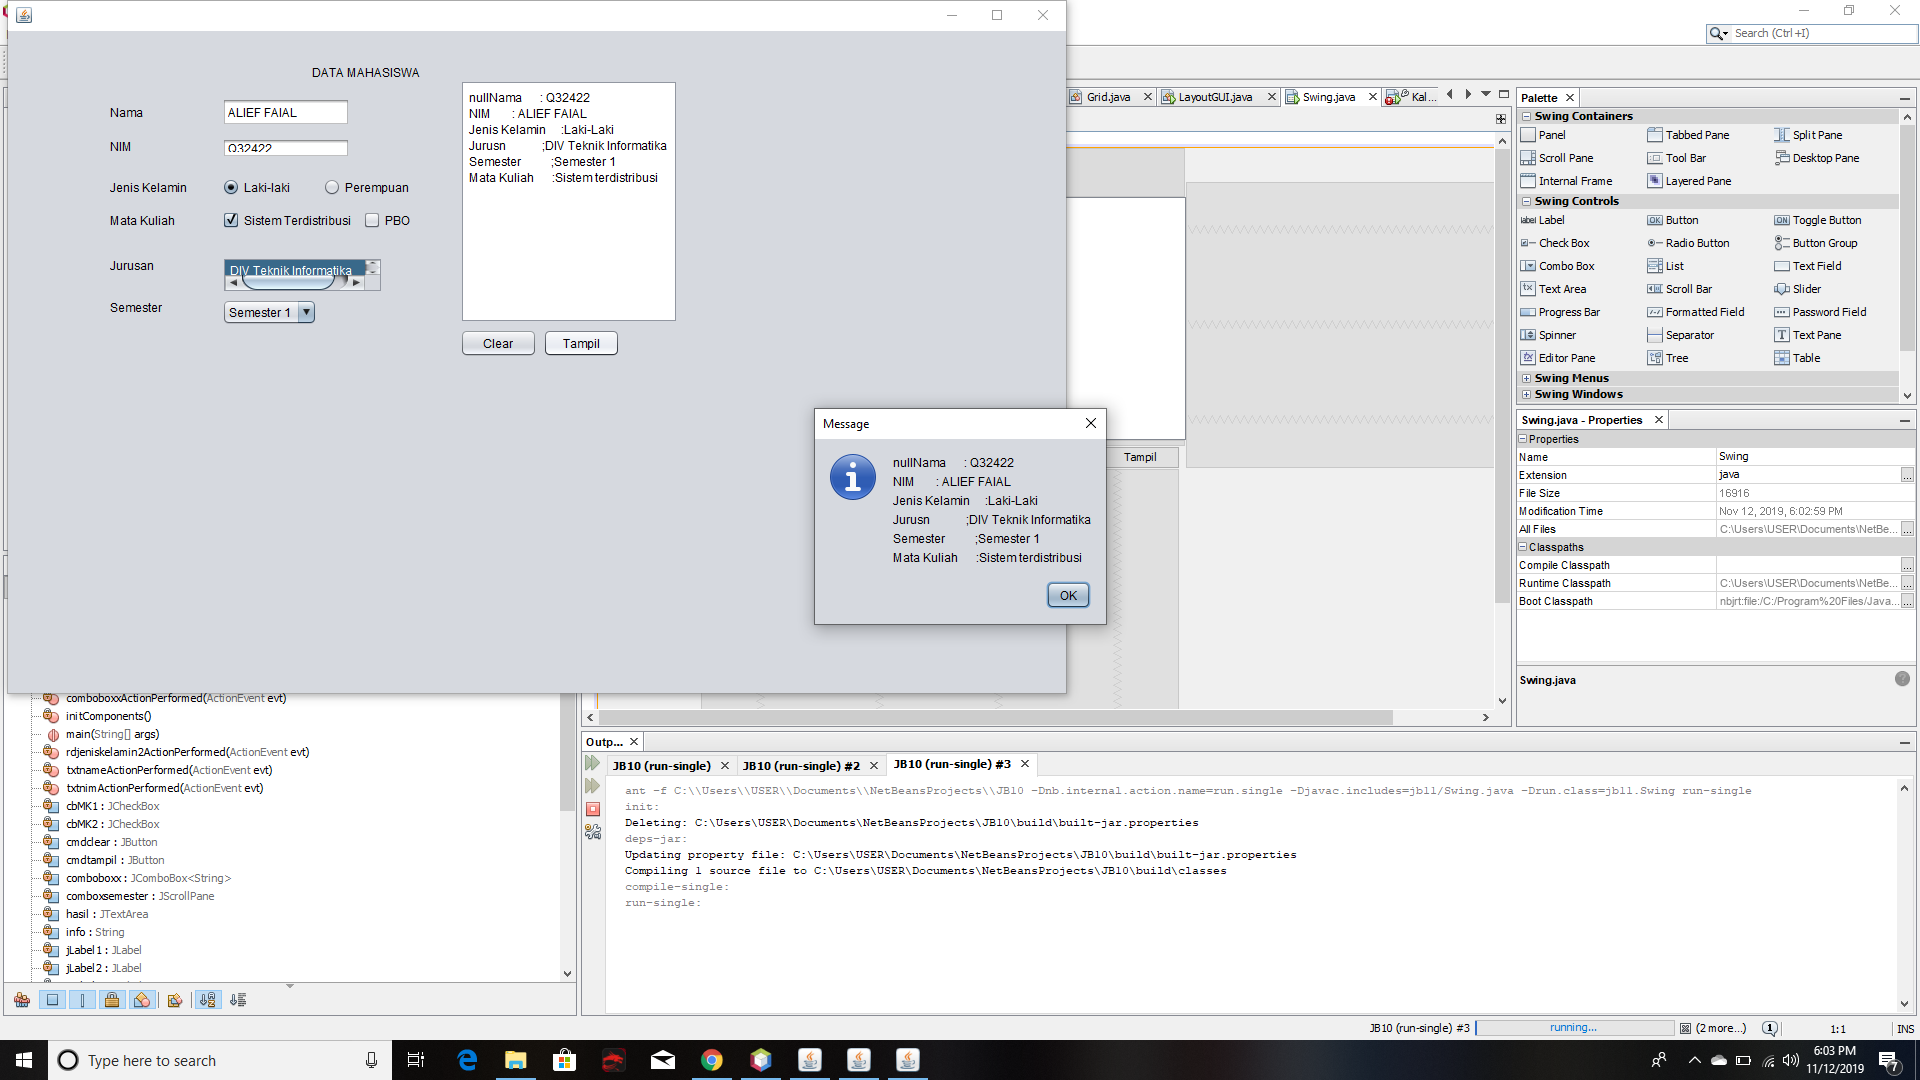 DATA MAHASISWA
Nama
ALIEF FAIAL
NIM
Q32422
Jenis Kelamin
Laki-laki
Perempuan
Mata Kuliah
Sistem Terdistribusi
PBO
Jurusan
DIV Teknik Informatika
Semester
Semester 1
nullNama : Q32422
NIM : ALIEF FAIAL
Jenis Kelamin :Laki-Laki
Jurusn ;DIV Teknik Informatika
Semester ;Semester 1
Mata Kuliah :Sistem terdistribusi
Clear
Tampil
Message
nullNama : Q32422
NIM : ALIEF FAIAL
Jenis Kelamin :Laki-Laki
Jurusn ;DIV Teknik Informatika
Semester ;Semester 1
Mata Kuliah :Sistem terdistribusi
OK
Tampil
Search (Ctrl+I)
Grid.java
LayoutGUI.java
Swing.java
Kal...
Palette
Swing Containers
Panel
Tabbed Pane
Split Pane
Scroll Pane
Tool Bar
Desktop Pane
Internal Frame
Layered Pane
Swing Controls
label Label
OK Button
ON Toggle Button
Check Box
Radio Button
Button Group
Combo Box
List
Text Field
Text Area
Scroll Bar
Slider
Progress Bar
Formatted Field
Password Field
Spinner
Separator
Text Pane
Editor Pane
Tree
Table
Swing Menus
Swing Windows
Swing.java - Properties
Properties
Name Swing
Extension java
File Size 16916
Modification Time Nov 12, 2019, 6:02:59 PM
All Files C:\Users\USER\Documents\NetBe...
Classpaths
Compile Classpath
Runtime Classpath C:\Users\USER\Documents\NetBe...
Boot Classpath nbjrt:file:/C:/Program%20Files/Java...
Swing.java
comboboxxActionPerformed(ActionEvent evt)
initComponents()
main(String[] args)
rdjeniskelamin2ActionPerformed(ActionEvent evt)
txtnameActionPerformed(ActionEvent evt)
txtnimActionPerformed(ActionEvent evt)
cbMK1 : JCheckBox
cbMK2 : JCheckBox
cmdclear : JButton
cmdtampil : JButton
comboboxx : JComboBox<String>
comboxsemester : JScrollPane
hasil : JTextArea
info : String
jLabel1 : JLabel
jLabel2 : JLabel
Outp...
JB10 (run-single)
JB10 (run-single) #2
JB10 (run-single) #3
ant -f C:\\Users\\USER\\Documents\\NetBeansProjects\\JB10 -Dnb.internal.action.name=run.single -Djavac.includes=jb11/Swing.java -Drun.class=jb11.Swing run-single
init:
Deleting: C:\Users\USER\Documents\NetBeansProjects\JB10\build\built-jar.properties
deps-jar:
Updating property file: C:\Users\USER\Documents\NetBeansProjects\JB10\build\built-jar.properties
Compiling 1 source file to C:\Users\USER\Documents\NetBeansProjects\JB10\build\classes
compile-single:
run-single:
JB10 (run-single) #3
running...
(2 more...)
1
1:1
INS
Type here to search
6:03 PM
11/12/2019
7